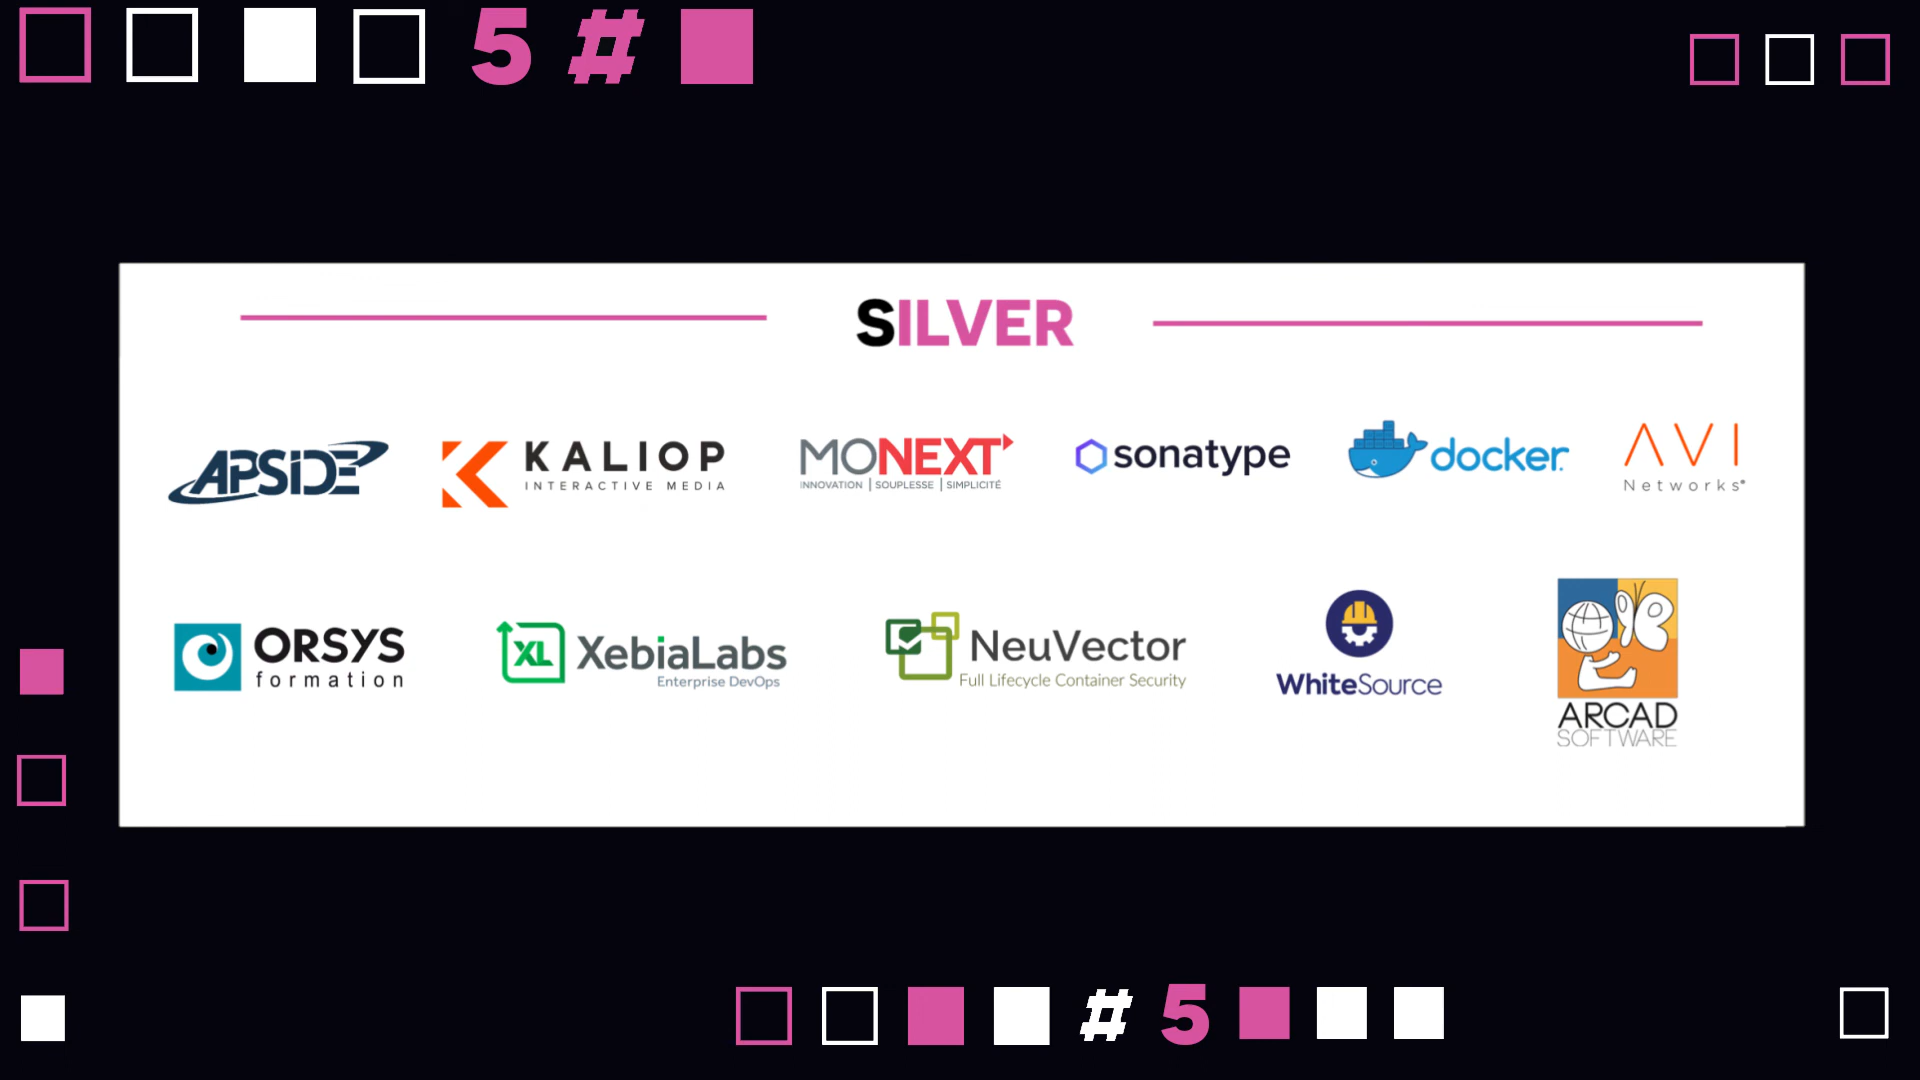 5 #
SILVER
APSIDE
KALIOP
INTERACTIVE MEDIA
MONEXT
INNOVATION | SOUPLESSE | SIMPLICITÉ
sonatype
docker
AVI
Networks
ORSYS
formation
XL
XebiaLabs
Enterprise DevOps
NeuVector
Full Lifecycle Container Security
WhiteSource
ARCAD
SOFTWARE
# 5